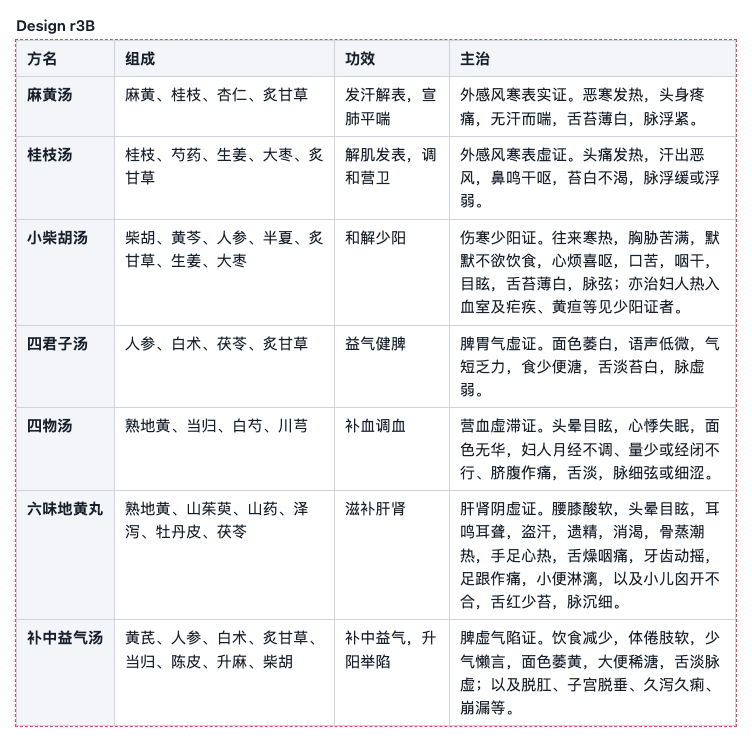 Design r3B
方名 组成 功效 主治
麻黄汤 麻黄、桂枝、杏仁、炙甘草 发汗解表，宣 外感风寒表实证。恶寒发热，头身疼
肺平喘 痛，无汗而喘，舌苔薄白，脉浮紧。
桂枝汤 桂枝、芍药、生姜、大枣、炙 解肌发表，调 外感风寒表虚证。头痛发热，汗出恶
甘草 和营卫 风，鼻鸣干呕，苔白不渴，脉浮缓或浮
弱。
小柴胡汤 柴胡、黄芩、人参、半夏、炙 和解少阳 伤寒少阳证。往来寒热，胸胁苦满，默
甘草、生姜、大枣 默不欲饮食，心烦喜呕，口苦，咽干，
目眩，舌苔薄白，脉弦；亦治妇人热入
血室及疟疾、黄疸等见少阳证者。
四君子汤 人参、白术、茯苓、炙甘草 益气健脾 脾胃气虚证。面色萎白，语声低微，气
短乏力，食少便溏，舌淡苔白，脉虚
弱。
四物汤 熟地黄、当归、白芍、川芎 补血调血 营血虚滞证。头晕目眩，心悸失眠，面
色无华，妇人月经不调、量少或经闭不
行、脐腹作痛，舌淡，脉细弦或细涩。
六味地黄丸 熟地黄、山茱萸、山药、泽 滋补肝肾 肝肾阴虚证。腰膝酸软，头晕目眩，耳
泻、牡丹皮、茯苓 鸣耳聋，盗汗，遗精，消渴，骨蒸潮
热，手足心热，舌燥咽痛，牙齿动摇，
足跟作痛，小便淋漓，以及小儿囟开不
合，舌红少苔，脉沉细。
补中益气汤 黄芪、人参、白术、炙甘草、 补中益气，升 脾虚气陷证。饮食减少，体倦肢软，少
当归、陈皮、升麻、柴胡 阳举陷 气懒言，面色萎黄，大便稀溏，舌淡脉
虚；以及脱肛、子宫脱垂、久泻久痢、
崩漏等。